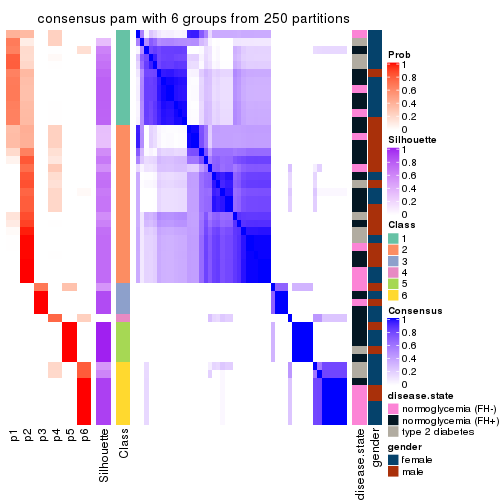 consensus pam with 6 groups from 250 partitions
Prob
1
0.8
0.6
0.4
0.2
0
Silhouette
1
0.8
0.6
0.4
0.2
0
Class
1
2
3
4
5
6
Consensus
1
0.8
0.6
0.4
0.2
0
disease.state
normoglycemia (FH-)
normoglycemia (FH+)
type 2 diabetes
gender
female
male
p1
p2
p3
p4
p5
p6
Silhouette
Class
disease.state
gender